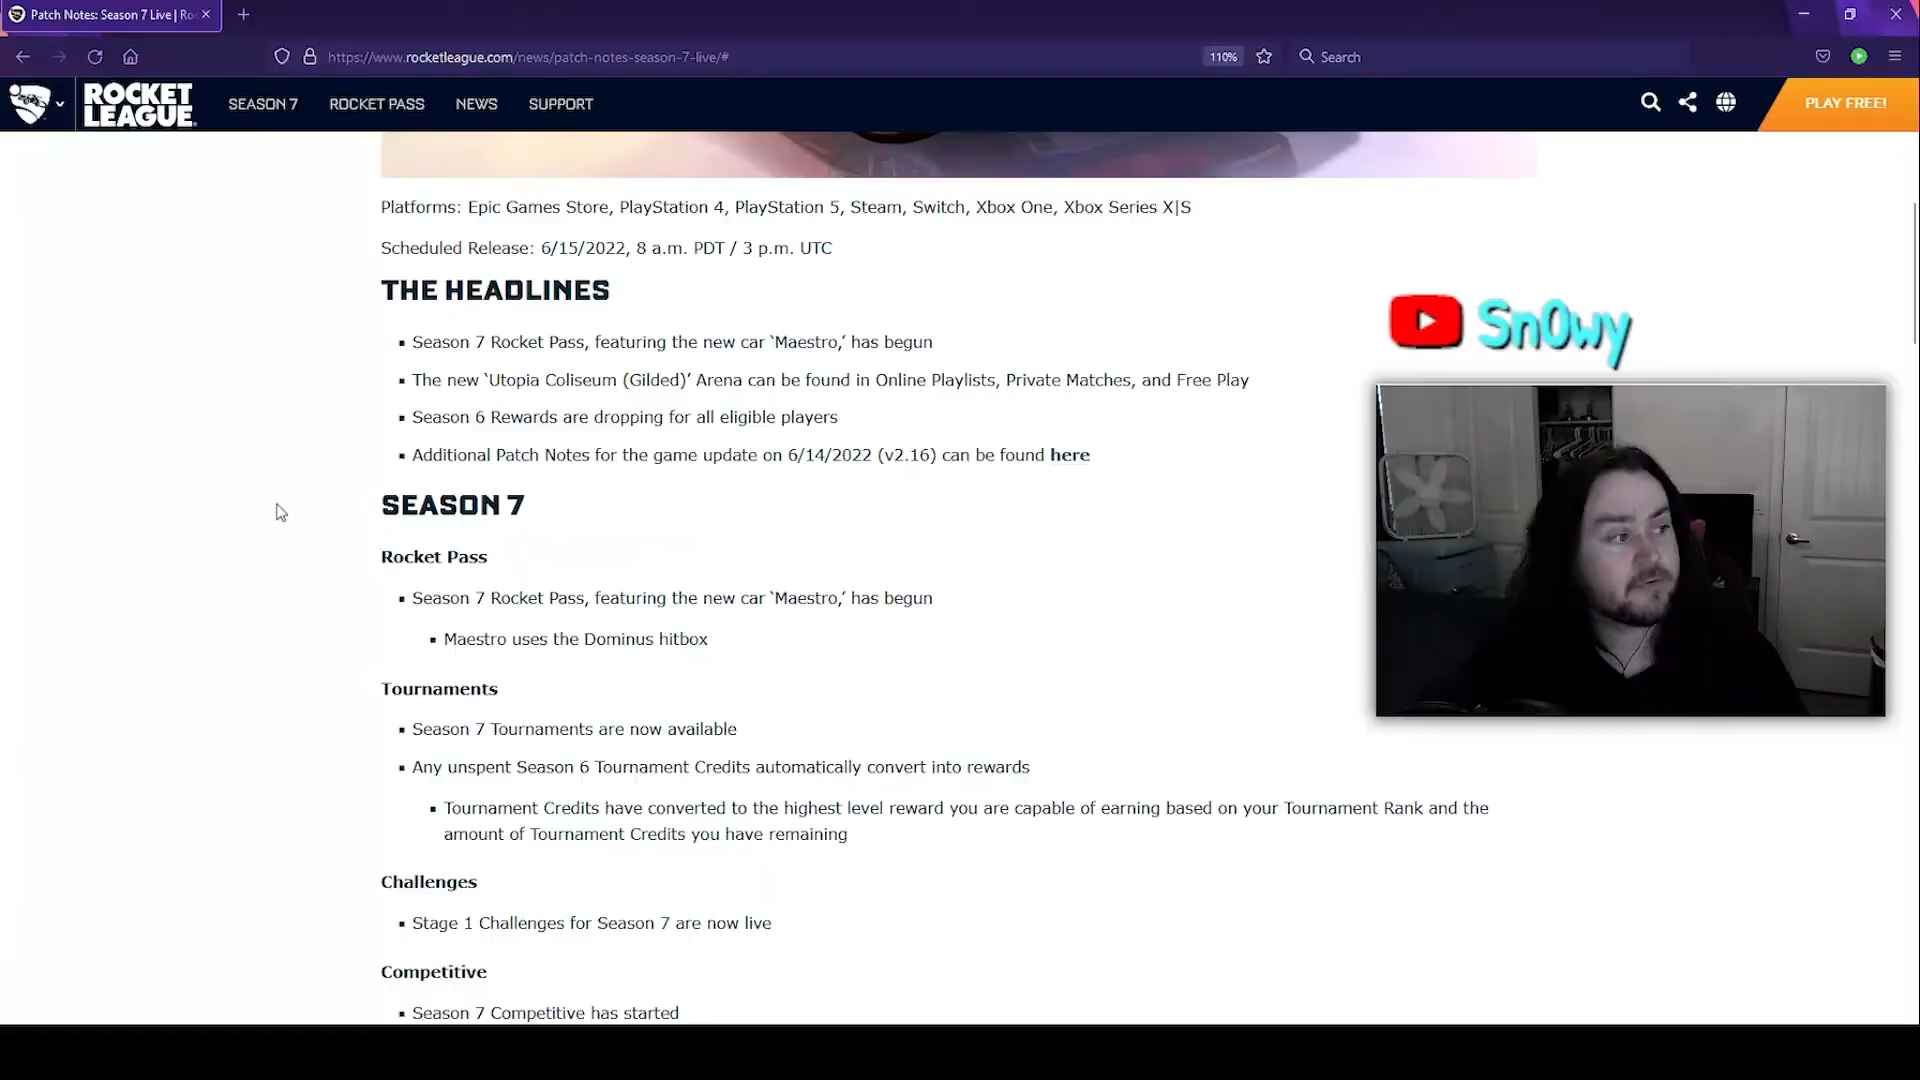 Patch Notes: Season 7 Live | Ro
https://www.rocketleague.com/news/patch-notes-season-7-live/#
110%
Search
ROCKET
LEAGUE
SEASON 7
ROCKET PASS
NEWS
SUPPORT
PLAY FREE!
Platforms: Epic Games Store, PlayStation 4, PlayStation 5, Steam, Switch, Xbox One, Xbox Series X|S
Scheduled Release: 6/15/2022, 8 a.m. PDT / 3 p.m. UTC
THE HEADLINES
▪ Season 7 Rocket Pass, featuring the new car ‘Maestro,’ has begun
▪ The new ‘Utopia Coliseum (Gilded)’ Arena can be found in Online Playlists, Private Matches, and Free Play
▪ Season 6 Rewards are dropping for all eligible players
▪ Additional Patch Notes for the game update on 6/14/2022 (v2.16) can be found here
Sn0wy
SEASON 7
Rocket Pass
▪ Season 7 Rocket Pass, featuring the new car ‘Maestro,’ has begun
▪ Maestro uses the Dominus hitbox
Tournaments
▪ Season 7 Tournaments are now available
▪ Any unspent Season 6 Tournament Credits automatically convert into rewards
▪ Tournament Credits have converted to the highest level reward you are capable of earning based on your Tournament Rank and the
amount of Tournament Credits you have remaining
Challenges
▪ Stage 1 Challenges for Season 7 are now live
Competitive
▪ Season 7 Competitive has started